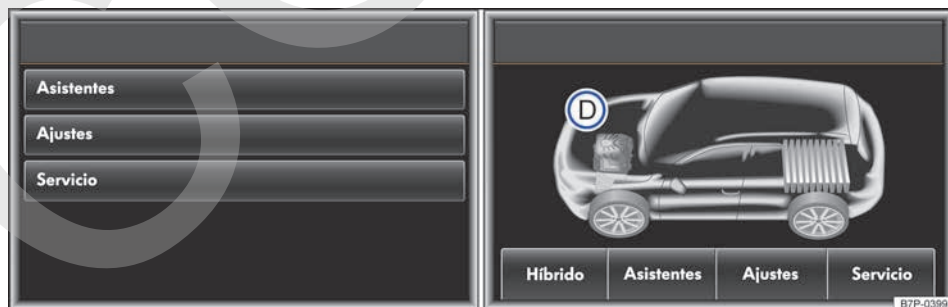 Asistentes
Ajustes
Servicio
D
Híbrido Asistentes Ajustes Servicio
B7P-0399